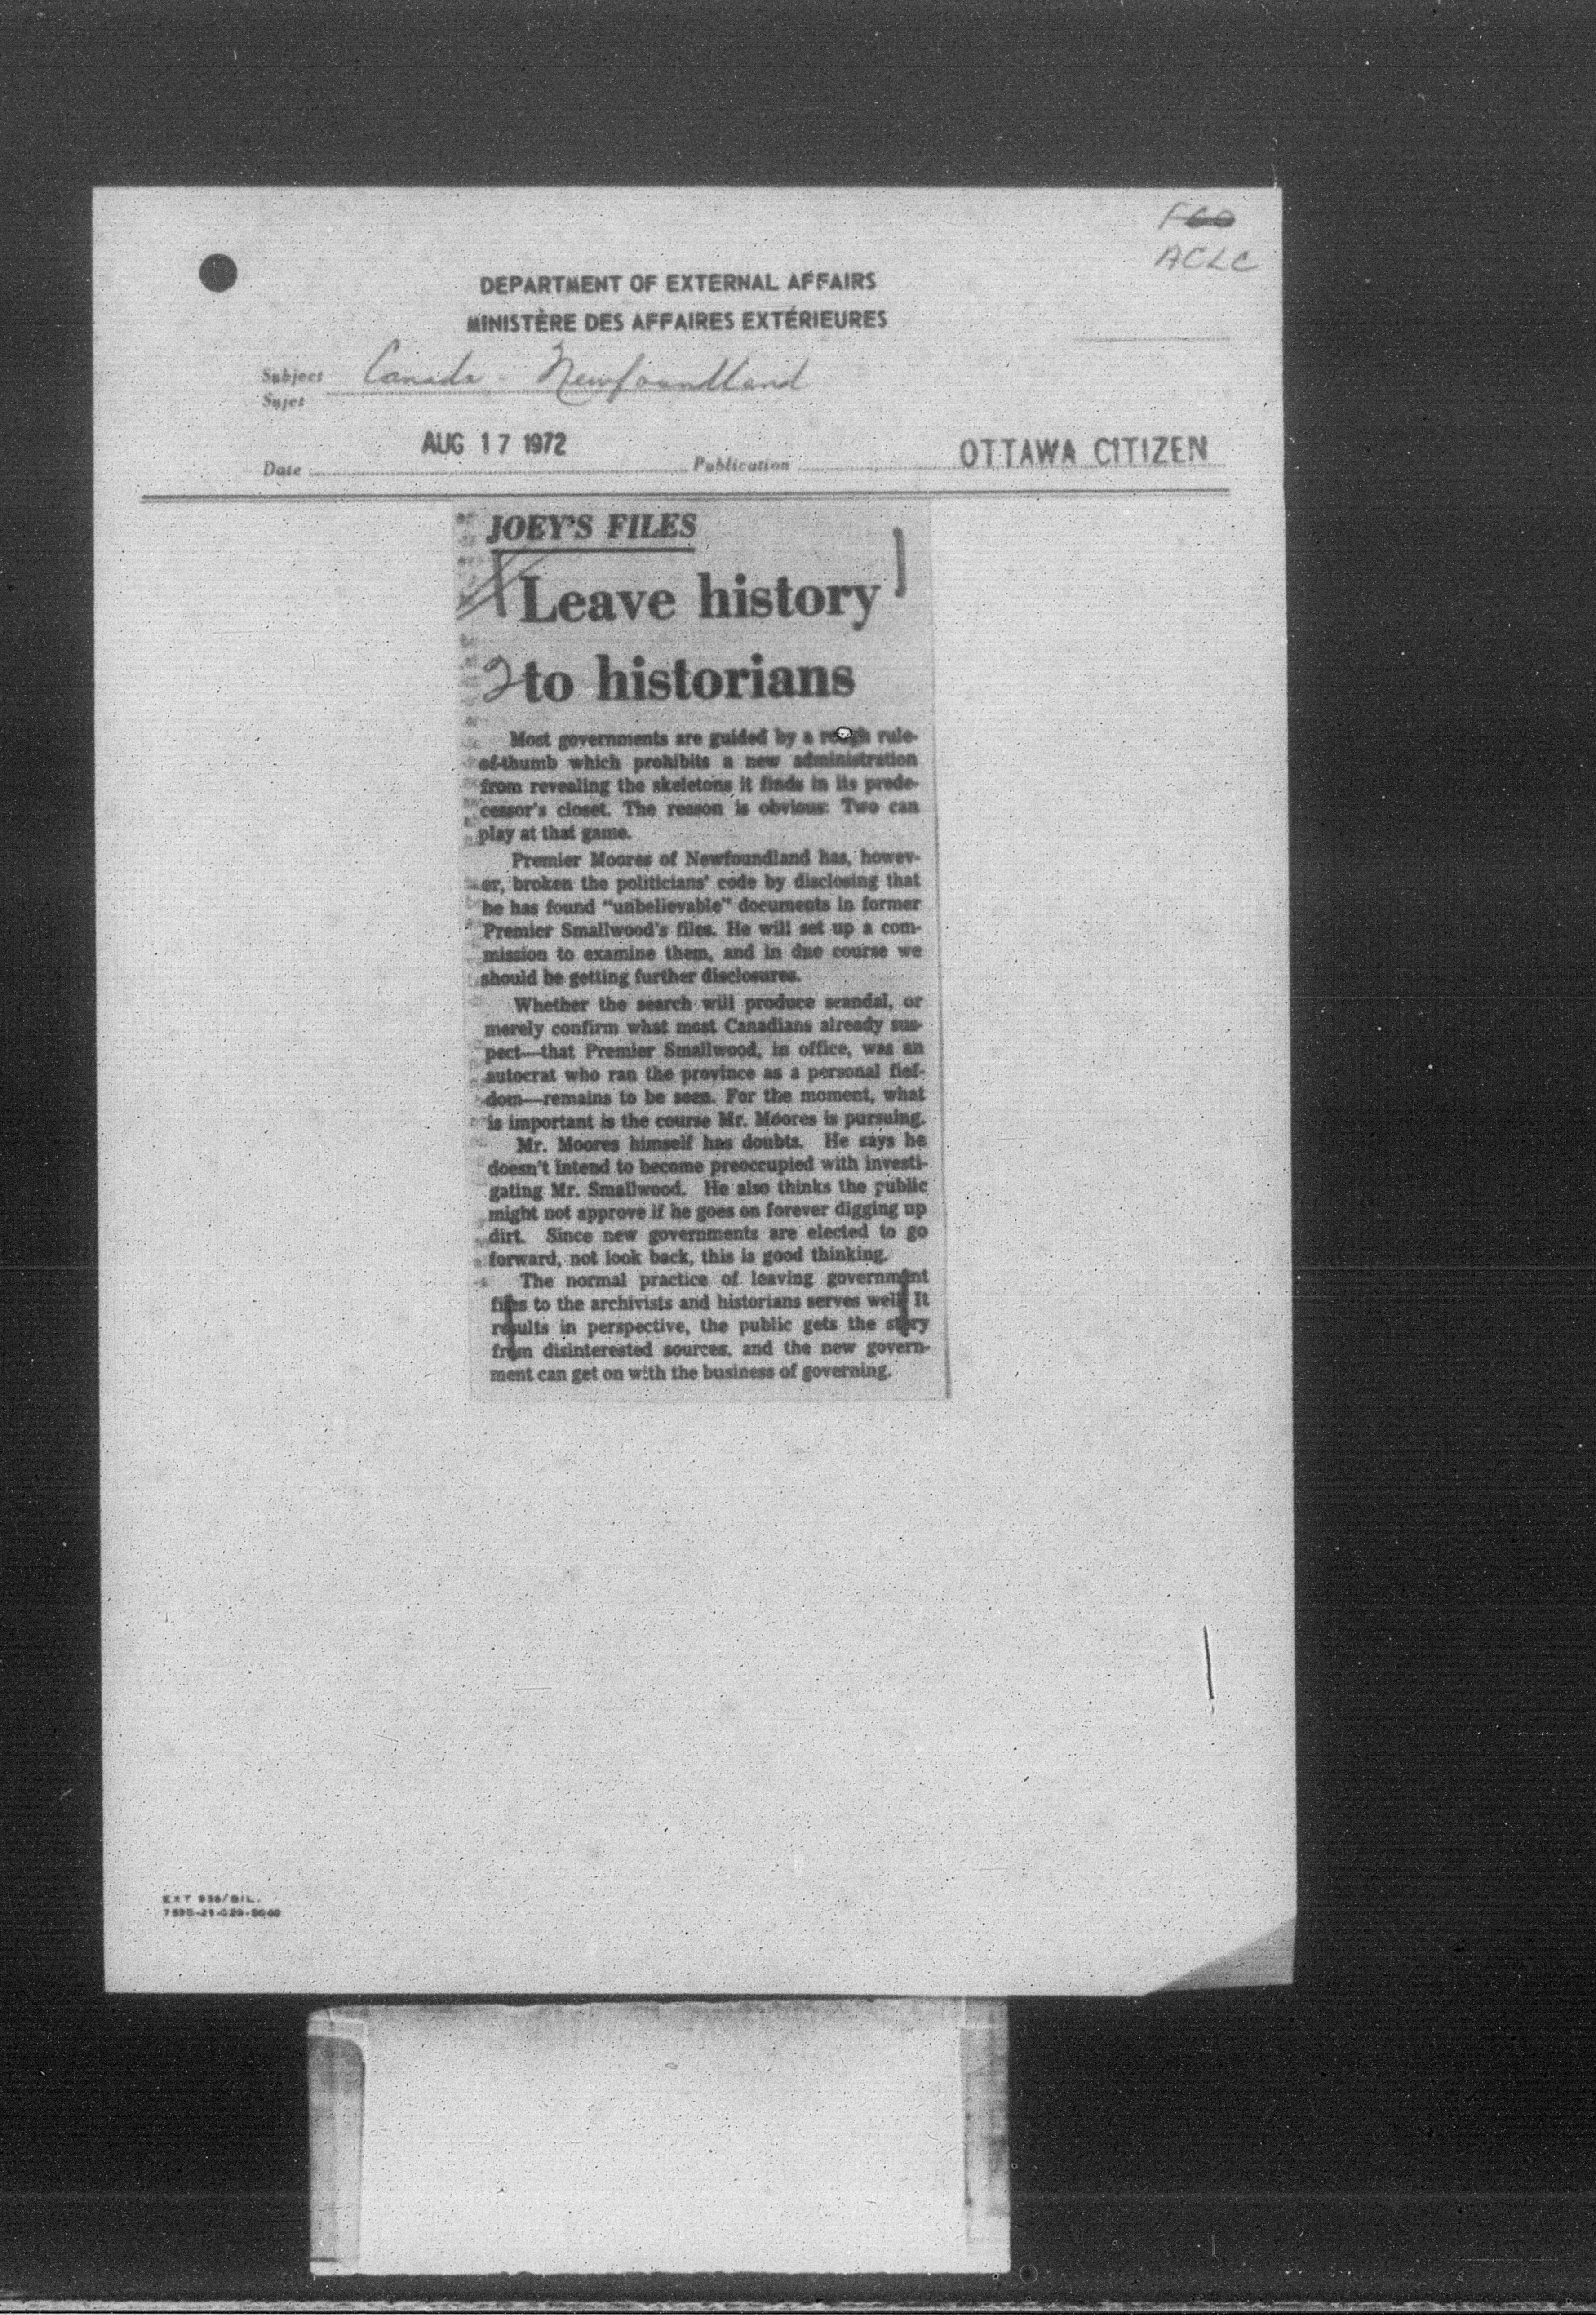 ACLC
DEPARTMENT OF EXTERNAL AFFAIRS
MINISTÈRE DES AFFAIRES EXTÉRIEURES
Subject Canada - Newfoundland
Sujet
AUG 17 1972
OTTAWA CITIZEN
Date
Publication
JOEY'S FILES
Leave history
2 to historians
Most governments are guided by a rough rule-
of-thumb which prohibits a new administration
from revealing the skeletons it finds in its prede-
cessor's closet. The reason is obvious: Two can
play at that game.
Premier Moores of Newfoundland has, howev-
er, broken the politicians' code by disclosing that
he has found "unbelievable" documents in former
Premier Smallwood's files. He will set up a com-
mission to examine them, and in due course we
should be getting further disclosures.
Whether the search will produce scandal, or
merely confirm what most Canadians already sus-
pect—that Premier Smallwood, in office, was an
autocrat who ran the province as a personal fief-
dom—remains to be seen. For the moment, what
is important is the course Mr. Moores is pursuing.
Mr. Moores himself has doubts. He says he
doesn't intend to become preoccupied with investi-
gating Mr. Smallwood. He also thinks the public
might not approve if he goes on forever digging up
dirt. Since new governments are elected to go
forward, not look back, this is good thinking.
The normal practice of leaving government
files to the archivists and historians serves well. It
results in perspective, the public gets the story
from disinterested sources, and the new govern-
ment can get on with the business of governing.
EXT 936/BIL.